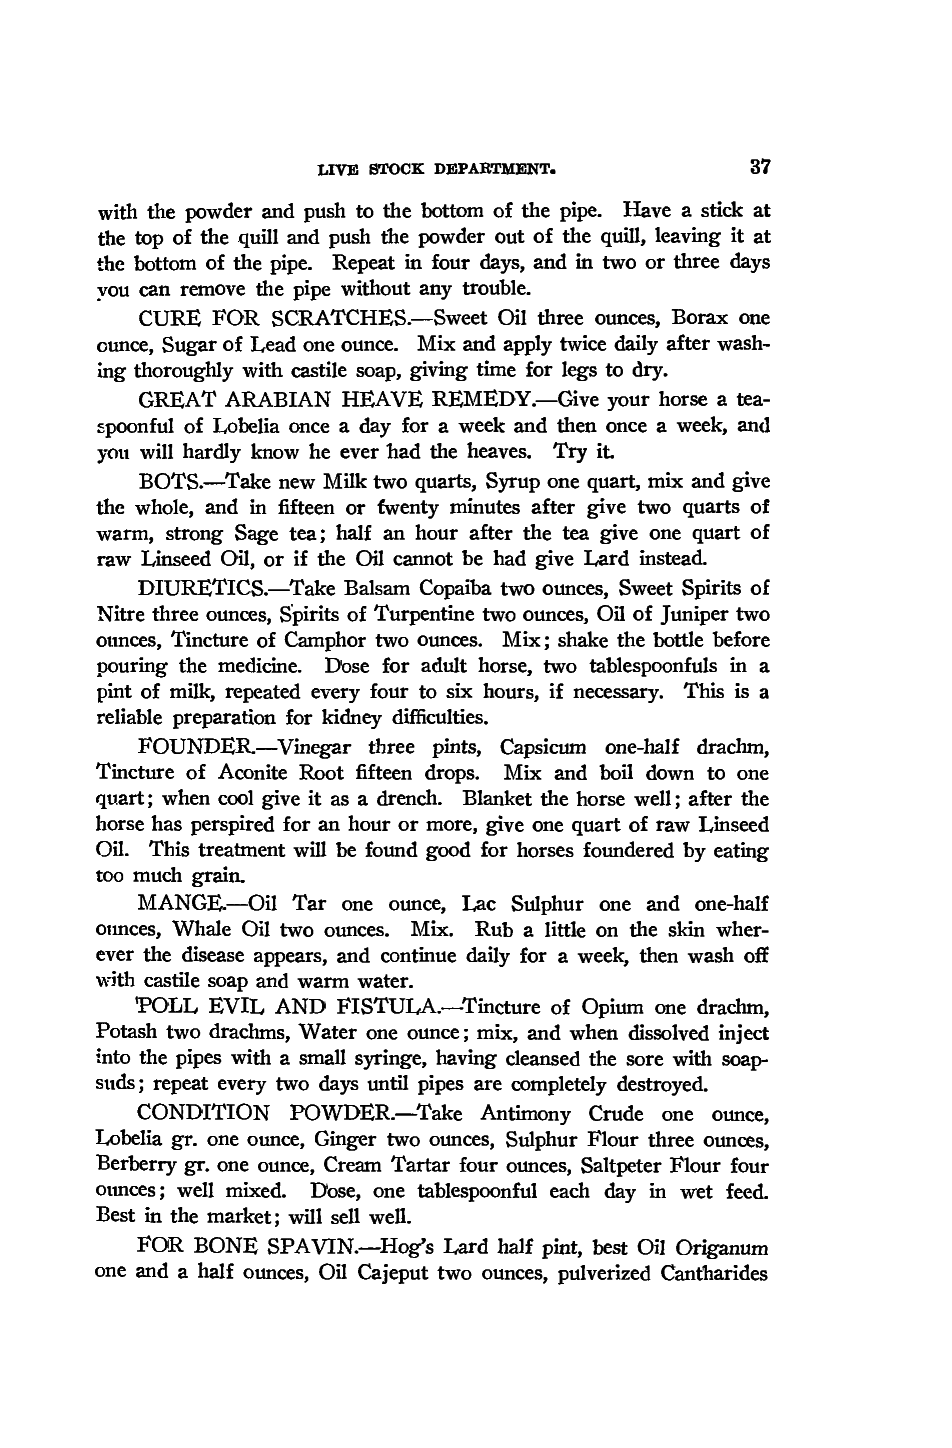 LIVE STOCK DEPARTMENT. 37
with the powder and push to the bottom of the pipe. Have a stick at
the top of the quill and push the powder out of the quill, leaving it at
the bottom of the pipe. Repeat in four days, and in two or three days
you can remove the pipe without any trouble.
CURE FOR SCRATCHES.—Sweet Oil three ounces, Borax one
ounce, Sugar of Lead one ounce. Mix and apply twice daily after wash-
ing thoroughly with castile soap, giving time for legs to dry.
GREAT ARABIAN HEAVE REMEDY.—Give your horse a tea-
spoonful of Lobelia once a day for a week and then once a week, and
you will hardly know he ever had the heaves. Try it.
BOTS.—Take new Milk two quarts, Syrup one quart, mix and give
the whole, and in fifteen or twenty minutes after give two quarts of
warm, strong Sage tea; half an hour after the tea give one quart of
raw Linseed Oil, or if the Oil cannot be had give Lard instead.
DIURETICS.—Take Balsam Copaiba two ounces, Sweet Spirits of
Nitre three ounces, Spirits of Turpentine two ounces, Oil of Juniper two
ounces, Tincture of Camphor two ounces. Mix; shake the bottle before
pouring the medicine. Dose for adult horse, two tablespoonfuls in a
pint of milk, repeated every four to six hours, if necessary. This is a
reliable preparation for kidney difficulties.
FOUNDER.—Vinegar three pints, Capsicum one-half drachm,
Tincture of Aconite Root fifteen drops. Mix and boil down to one
quart; when cool give it as a drench. Blanket the horse well; after the
horse has perspired for an hour or more, give one quart of raw Linseed
Oil. This treatment will be found good for horses foundered by eating
too much grain.
MANGE.—Oil Tar one ounce, Lac Sulphur one and one-half
ounces, Whale Oil two ounces. Mix. Rub a little on the skin wher-
ever the disease appears, and continue daily for a week, then wash off
with castile soap and warm water.
POLL EVIL AND FISTULA.—Tincture of Opium one drachm,
Potash two drachms, Water one ounce; mix, and when dissolved inject
into the pipes with a small syringe, having cleansed the sore with soap-
suds; repeat every two days until pipes are completely destroyed.
CONDITION POWDER.—Take Antimony Crude one ounce,
Lobelia gr. one ounce, Ginger two ounces, Sulphur Flour three ounces,
Berberry gr. one ounce, Cream Tartar four ounces, Saltpeter Flour four
ounces; well mixed. Dose, one tablespoonful each day in wet feed.
Best in the market; will sell well.
FOR BONE SPAVIN.—Hog's Lard half pint, best Oil Origanum
one and a half ounces, Oil Cajeput two ounces, pulverized Cantharides